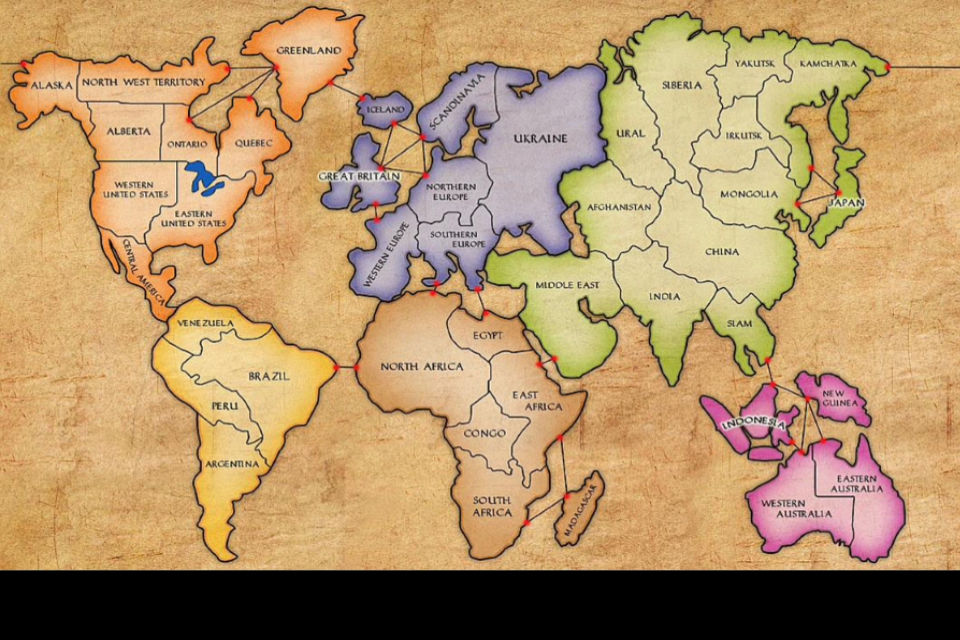 GREENLAND
ALASKA
NORTH WEST TERRITORY
ICELAND
SCANDINAVIA
SIBERIA
YAKUTSK
KAMCHATKA
ALBERTA
ONTARIO
QUEBEC
UKRAINE
URAL
IRKUTSK
GREAT BRITAIN
WESTERN
UNITED STATES
NORTHERN
EUROPE
MONGOLIA
JAPAN
EASTERN
UNITED STATES
WESTERN EUROPE
SOUTHERN
EUROPE
AFGHANISTAN
CHINA
CENTRAL AMERICA
MIDDLE EAST
INDIA
SIAM
VENEZUELA
EGYPT
BRAZIL
NORTH AFRICA
PERU
EAST
AFRICA
NEW
GUINEA
INDONESIA
CONGO
ARGENTINA
SOUTH
AFRICA
MADAGASCAR
WESTERN
AUSTRALIA
EASTERN
AUSTRALIA